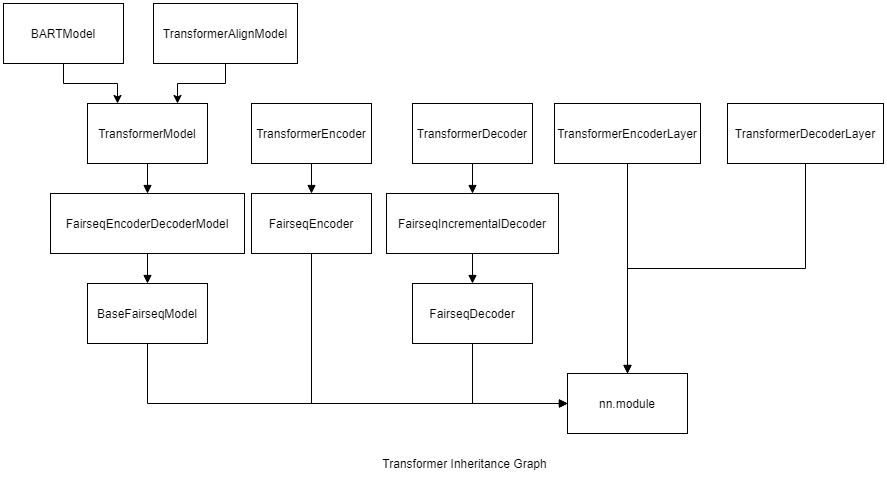 BARTModel
TransformerAlignModel
TransformerModel
TransformerEncoder
TransformerDecoder
TransformerEncoderLayer
TransformerDecoderLayer
FairseqEncoderDecoderModel
FairseqEncoder
FairseqIncrementalDecoder
BaseFairseqModel
FairseqDecoder
nn.module
Transformer Inheritance Graph